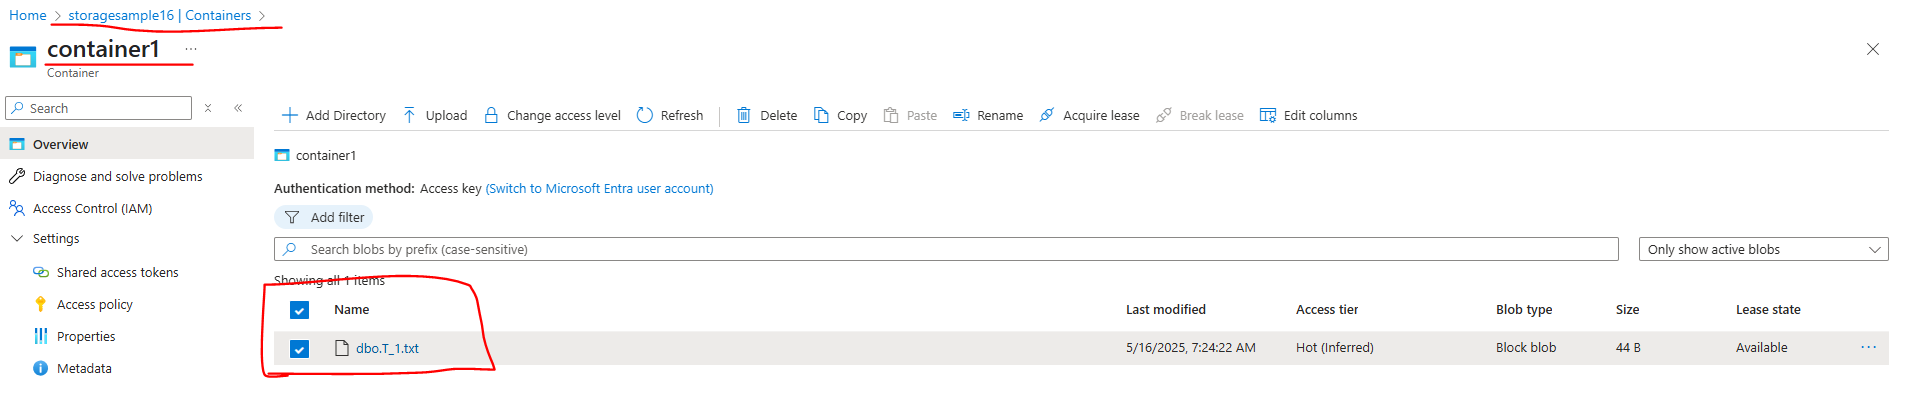 Home > storagesample16 | Containers >
container1 ...
Container
Search
Overview
Diagnose and solve problems
Access Control (IAM)
Settings
Shared access tokens
Access policy
Properties
Metadata
Add Directory Upload Change access level Refresh Delete Copy Paste Rename Acquire lease Break lease Edit columns
container1
Authentication method: Access key (Switch to Microsoft Entra user account)
Add filter
Search blobs by prefix (case-sensitive) Only show active blobs
Showing all 1 items
Name Last modified Access tier Blob type Size Lease state
dbo.T_1.txt 5/16/2025, 7:24:22 AM Hot (Inferred) Block blob 44 B Available ...